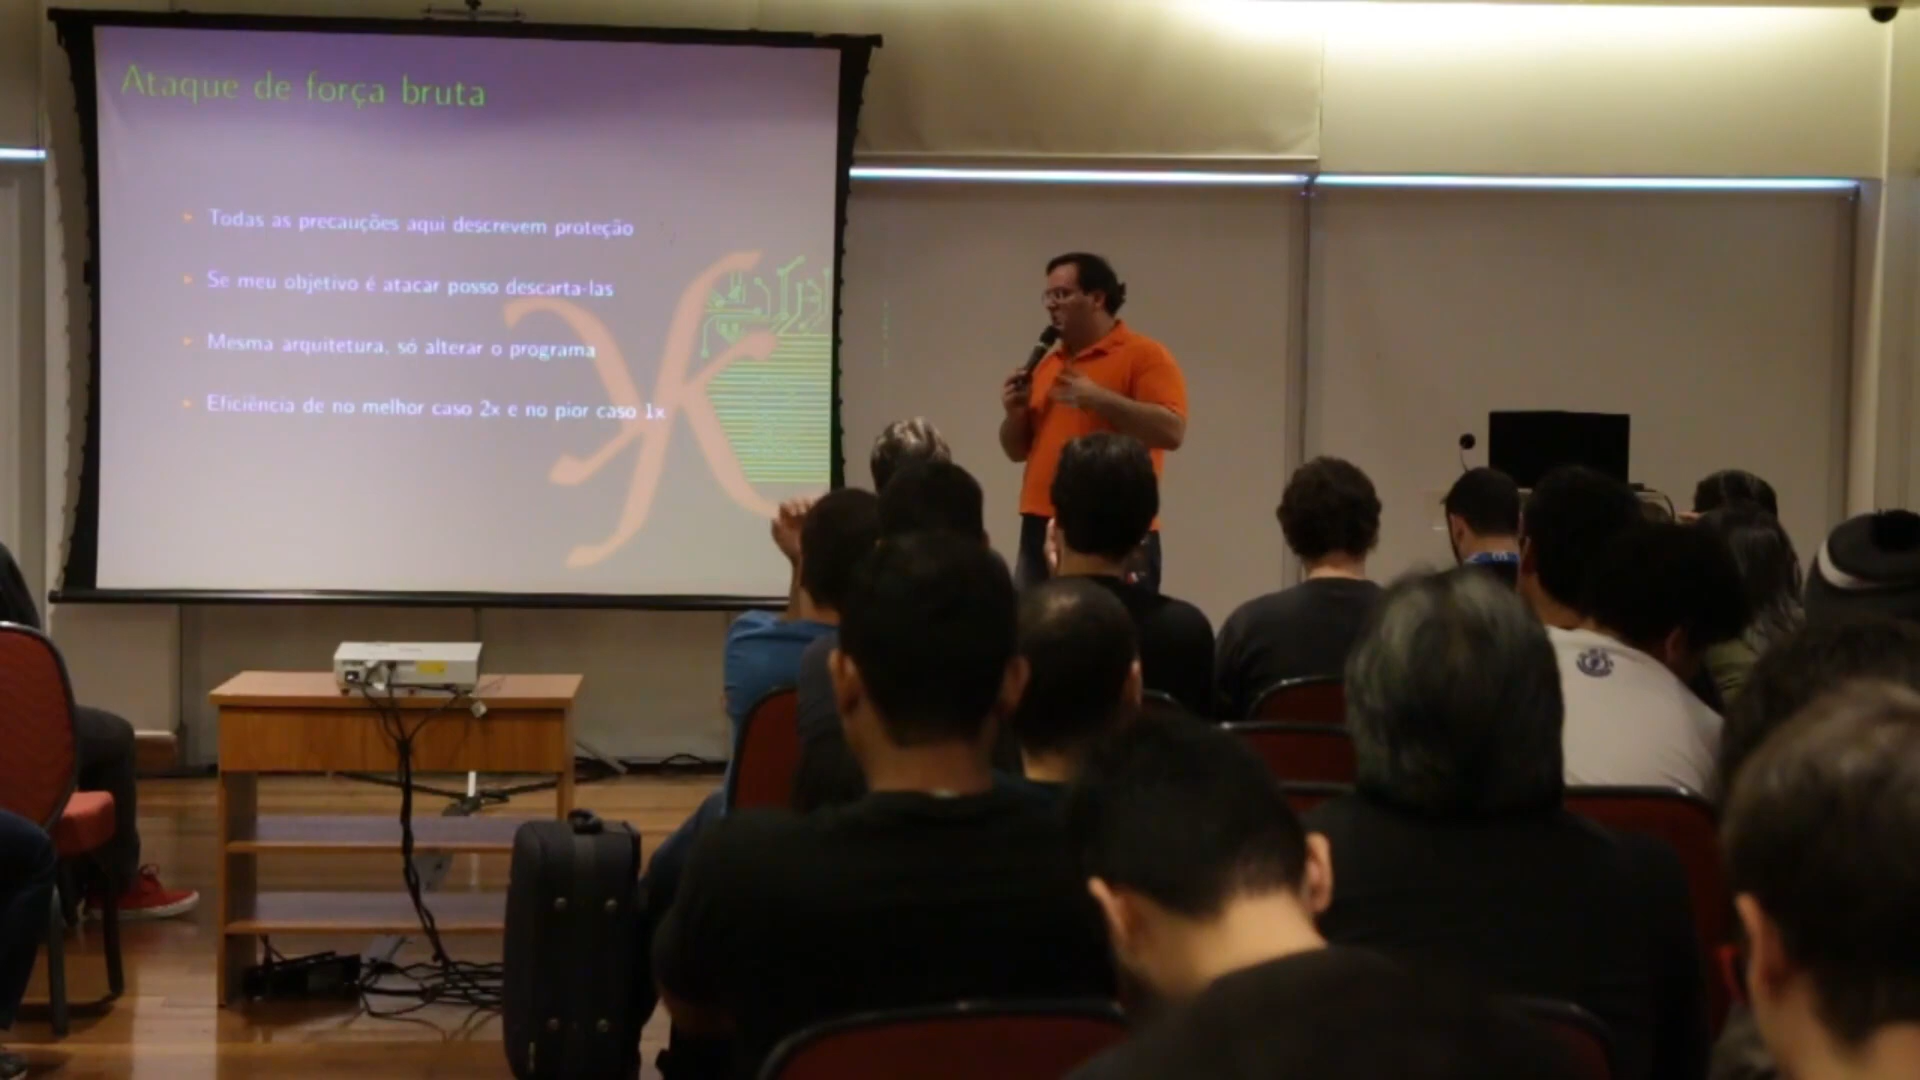 Ataque de força bruta
Todas as precauções aqui descrevem proteção
Se meu objetivo é atacar posso descarta-las
Mesma arquitetura, só alterar o programa
Eficiência de no melhor caso 2x e no pior caso 1x